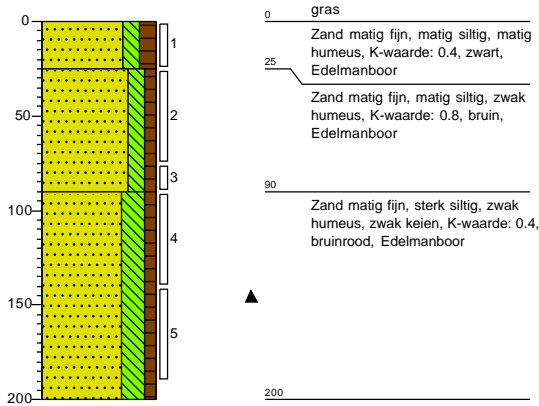 0
50
100
150
200
1
2
3
4
5
0
gras
Zand matig fijn, matig siltig, matig
humeus, K-waarde: 0.4, zwart,
Edelmanboor
25
Zand matig fijn, matig siltig, zwak
humeus, K-waarde: 0.8, bruin,
Edelmanboor
90
Zand matig fijn, sterk siltig, zwak
humeus, zwak keien, K-waarde: 0.4,
bruinrood, Edelmanboor
200